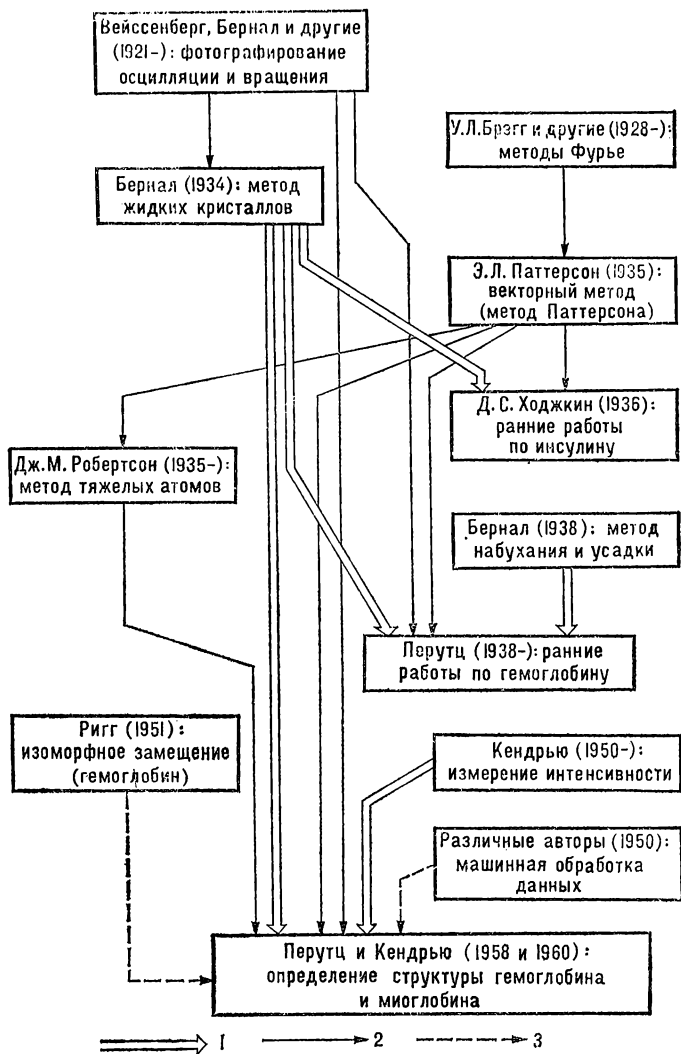 Вейссенберг, Бернал и другие
(1921-): фотографирование
осцилляции и вращения
У.Л.Брэгг и другие (1928-):
методы Фурье
Бернал (1934): метод
жидких кристаллов
Э.Л. Паттерсон (1935):
векторный метод
(метод Паттерсона)
Д.С. Ходжкин (1936):
ранние работы
по инсулину
Дж.М. Робертсон (1935-):
метод тяжелых атомов
Бернал (1938): метод
набухания и усадки
Перутц (1938-): ранние
работы по гемоглобину
Ригг (1951):
изоморфное замещение
(гемоглобин)
Кендрью (1950-):
измерение интенсивности
Различные авторы (1950):
машинная обработка
данных
Перутц и Кендрью (1958 и 1960):
определение структуры гемоглобина
и миоглобина
1 2 3